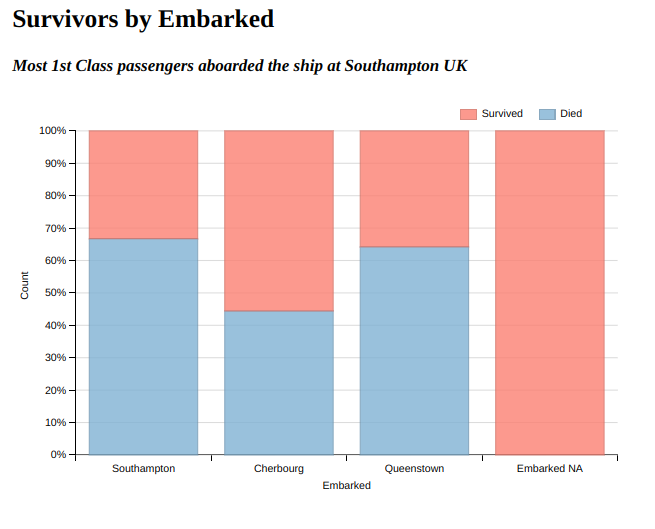 Survivors by Embarked
Most 1st Class passengers aboarded the ship at Southampton UK
Survived Died
100%
90%
80%
70%
60%
50%
40%
30%
20%
10%
0%
Count
Southampton Cherbourg Queenstown Embarked NA
Embarked